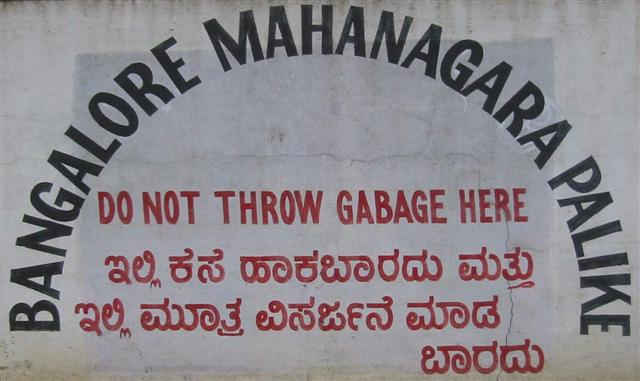 BANGALORE MAHANAGARA PALIKE
DO NOT THROW GABAGE HERE
ಇಲ್ಲಿ ಕಸ ಹಾಕಬಾರದು ಮತ್ತು
ಇಲ್ಲಿ ಮೂತ್ರ ವಿಸರ್ಜನೆ ಮಾಡ
ಬಾರದು